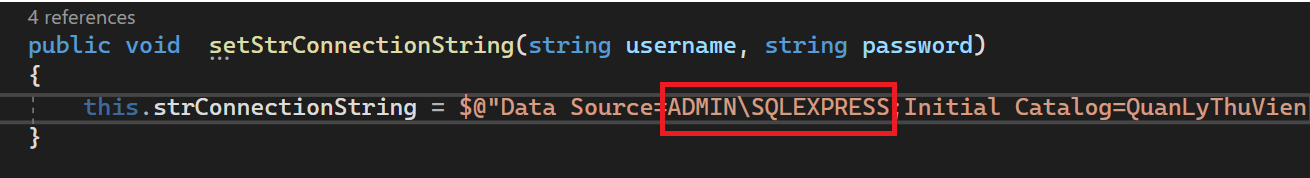 4 references
public void  setStrConnectionString(string username, string password)
{
this.strConnectionString = $@"Data Source=ADMIN\SQLEXPRESS;Initial Catalog=QuanLyThuVien
}